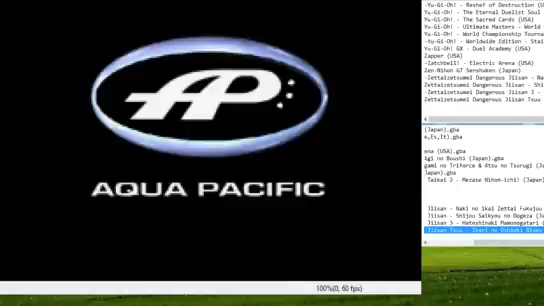 AP
AQUA PACIFIC
100%(0, 60 fps)
-Yu-Gi-Oh! - Reshef of Destruction (U
Yu-Gi-Oh! - The Eternal Duelist Soul
Yu-Gi-Oh! - The Sacred Cards (USA)
Yu-Gi-Oh! - Ultimate Masters - World
Yu-Gi-Oh! - World Championship Tourna
-Yu-Gi-Oh! - Worldwide Edition - Stai
Yu-Gi-Oh! GX - Duel Academy (USA)
Zapper (USA)
-Zatchbell! - Electric Arena (USA)
Zen-Nihon GT Senshuken (Japan)
-Zettaizetsumei Dangerous Jiisan - Na
Zettaizetsumei Dangerous Jiisan - Shi
-Zettaizetsumei Dangerous Jiisan 3 -
Zettaizetsumei Dangerous Jiisan Tsuu
(Japan).gba
e,Es,It).gba
ena (USA).gba
igi no Boushi (Japan).gba
gami no TriForce & 4tsu no Tsurugi (J
Japan).gba
Taikai 2 - Mezase Nihon-ichi! (Japan)
Jiisan - Naki no Ikai Zettai Fukujuu
Jiisan - Shijou Saikyou no Dogeza (Ja
Jiisan 3 - Hateshinaki Mamonogatari (
Jiisan Tsuu - Ikari no Oshioki Blues